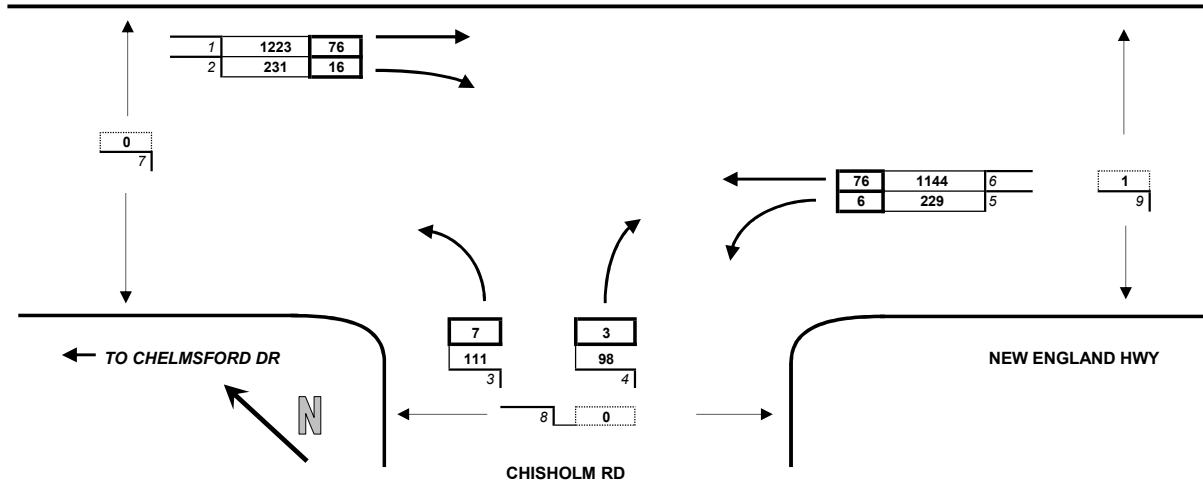 1 1223 76
2 231 16
0
7
76 1144 6
6 229 5
1
9
7 3
111 98
3 4
TO CHELMSFORD DR
NEW ENGLAND HWY
N
8 0
CHISHOLM RD